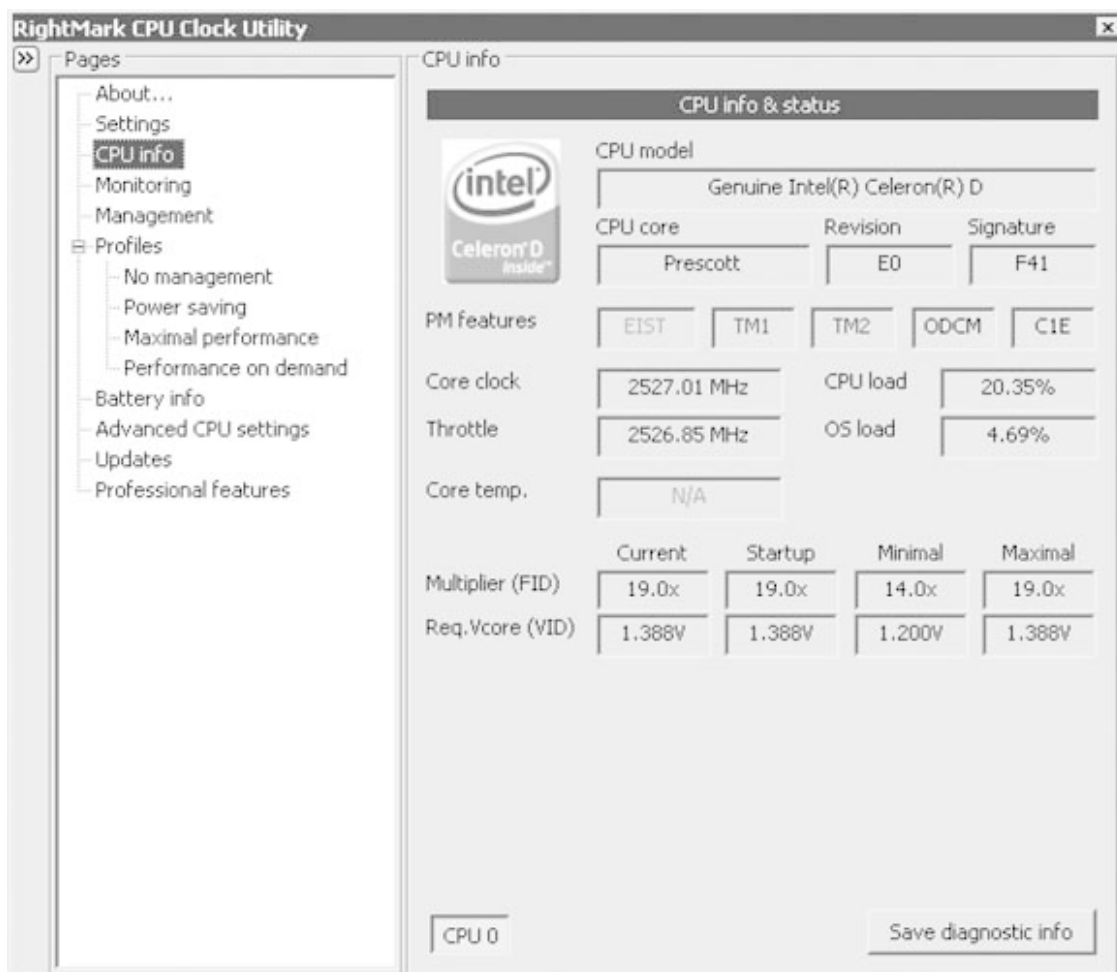 RightMark CPU Clock Utility
Pages
About...
Settings
CPU info
Monitoring
Management
Profiles
No management
Power saving
Maximal performance
Performance on demand
Battery info
Advanced CPU settings
Updates
Professional features
CPU info
CPU info & status
intel
Celeron® D
inside™
CPU model
Genuine Intel(R) Celeron(R) D
CPU core Revision Signature
Prescott E0 F41
PM features EIST TM1 TM2 ODCM C1E
Core clock 2527.01 MHz CPU load 20.35%
Throttle 2526.85 MHz OS load 4.69%
Core temp. N/A
Current Startup Minimal Maximal
Multiplier (FID) 19.0x 19.0x 14.0x 19.0x
Req.Vcore (VID) 1.388V 1.388V 1.200V 1.388V
CPU 0 Save diagnostic info